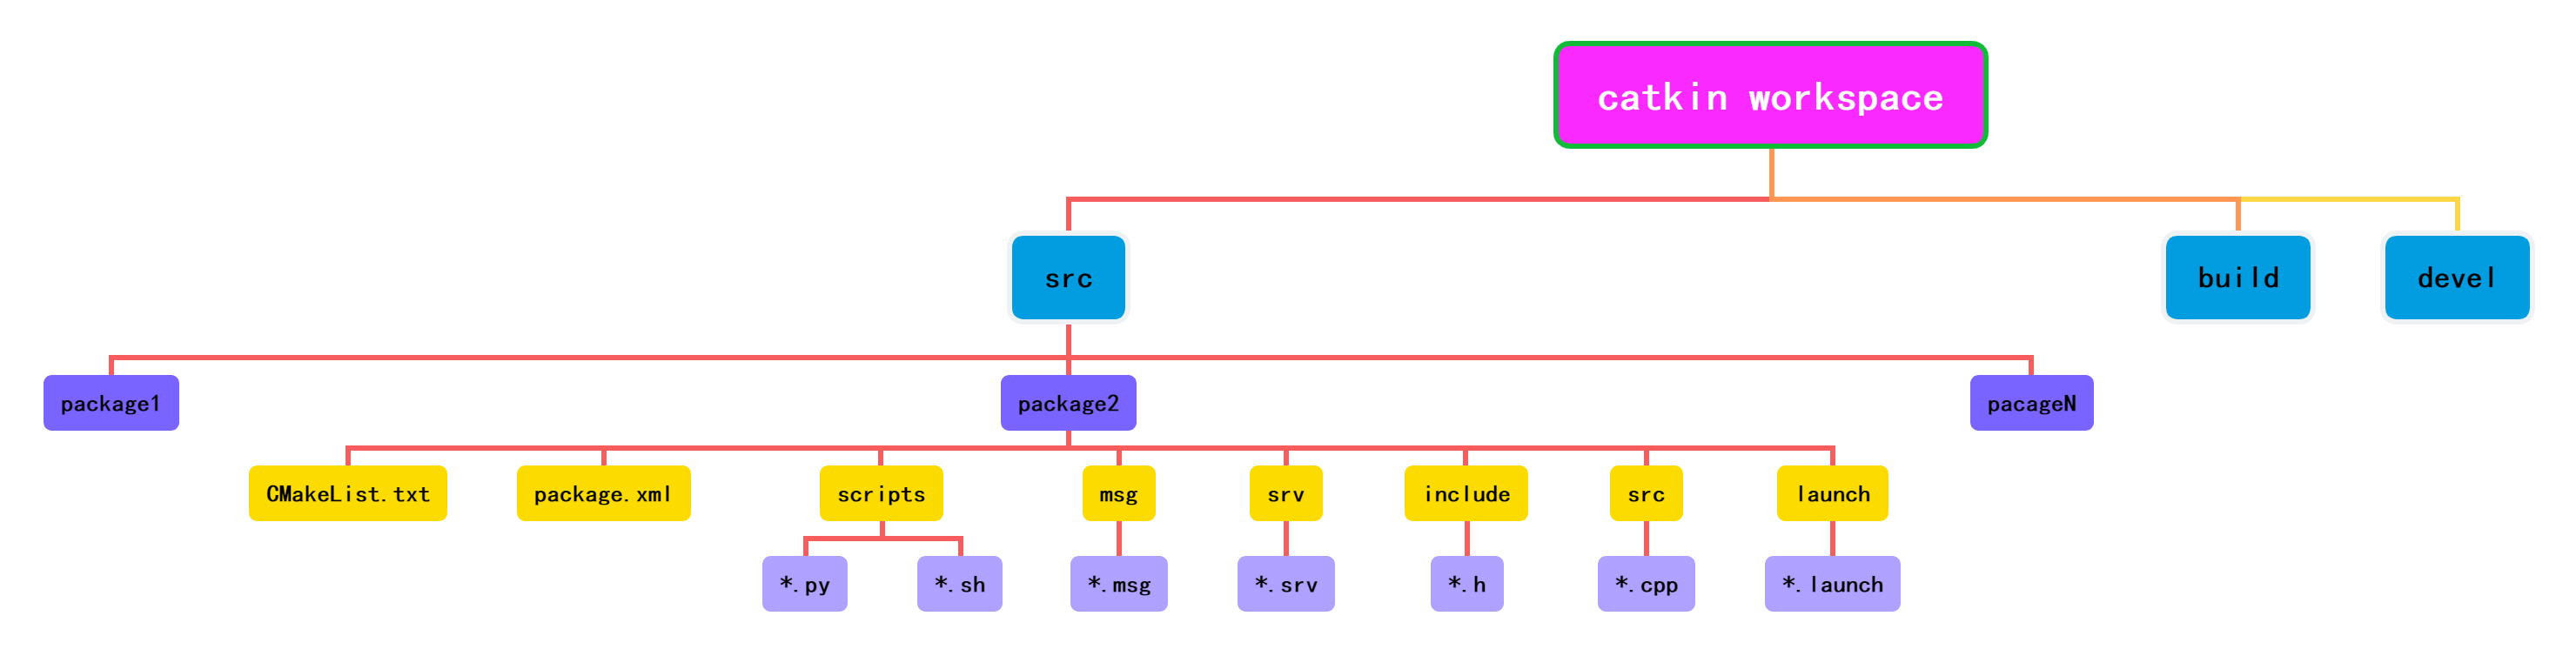 catkin workspace
src
build
devel
package1
package2
pacageN
CMakeList.txt
package.xml
scripts
msg
srv
include
src
launch
*.py
*.sh
*.msg
*.srv
*.h
*.cpp
*.launch